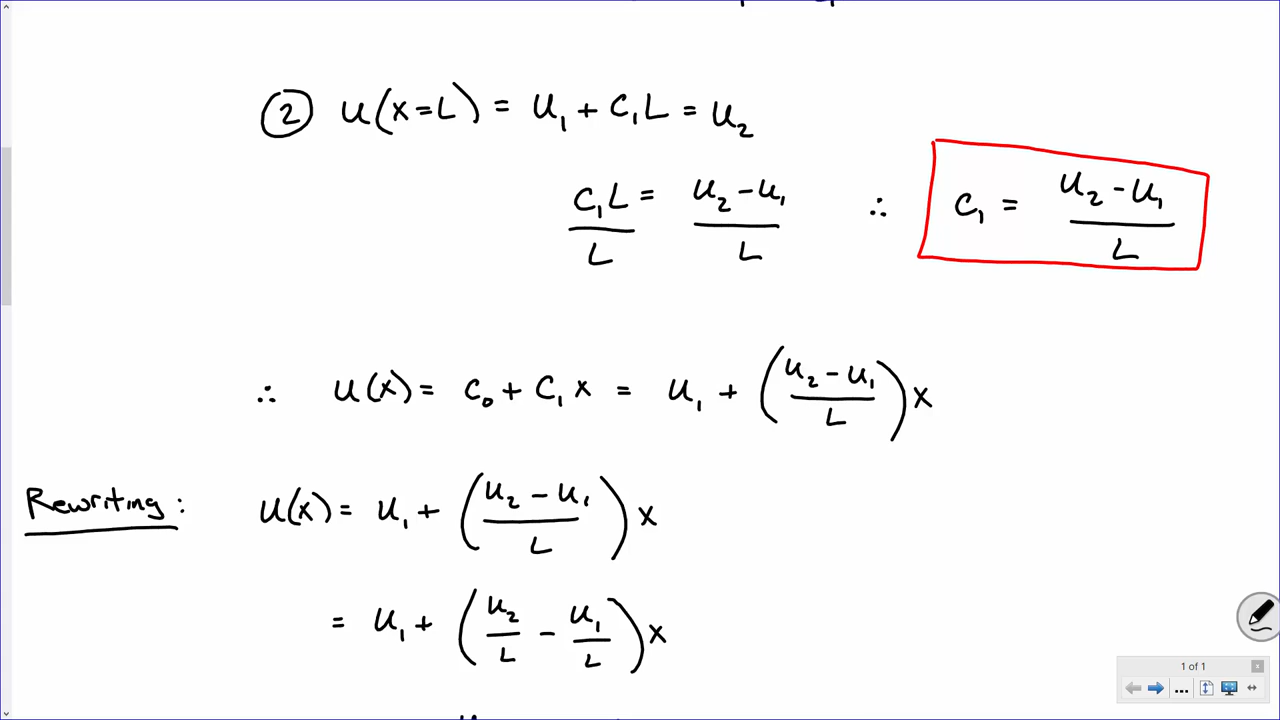 ② u(x=L) = u₁ + c₁L = u₂
c₁L/L = (u₂ - u₁)/L ∴ c₁ = (u₂ - u₁)/L
∴ u(x) = c₀ + c₁x = u₁ + ((u₂ - u₁)/L)x
Rewriting: u(x) = u₁ + ((u₂ - u₁)/L)x
= u₁ + (u₂/L - u₁/L)x
1 of 1